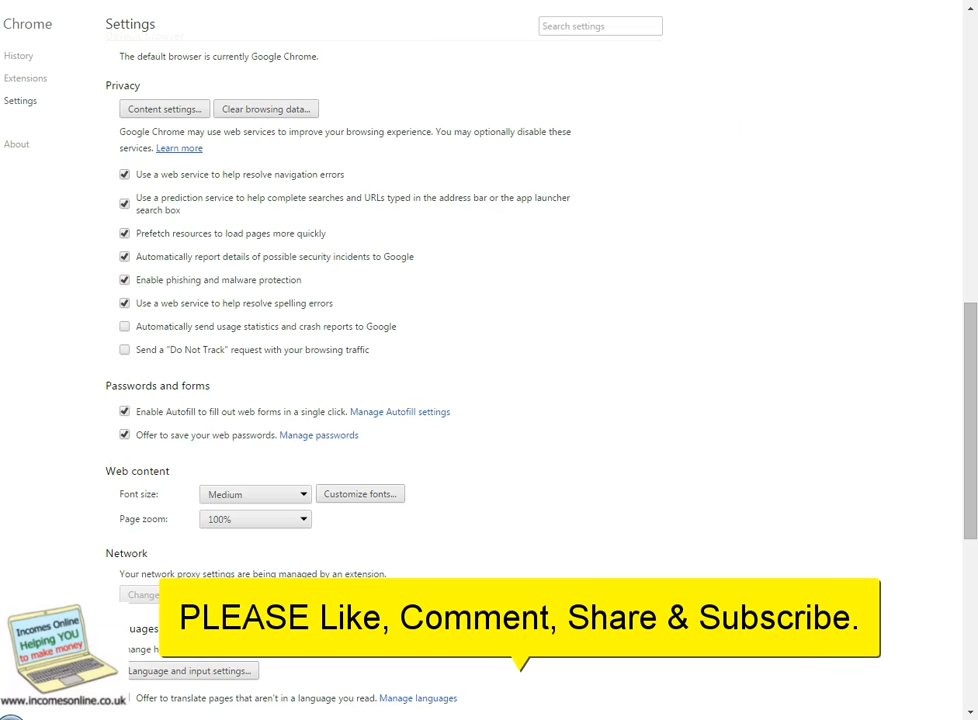 Chrome
Settings
Search settings
History
Extensions
Settings
About
The default browser is currently Google Chrome.
Privacy
Content settings...
Clear browsing data...
Google Chrome may use web services to improve your browsing experience. You may optionally disable these
services. Learn more
Use a web service to help resolve navigation errors
Use a prediction service to help complete searches and URLs typed in the address bar or the app launcher
search box
Prefetch resources to load pages more quickly
Automatically report details of possible security incidents to Google
Enable phishing and malware protection
Use a web service to help resolve spelling errors
Automatically send usage statistics and crash reports to Google
Send a "Do Not Track" request with your browsing traffic
Passwords and forms
Enable Autofill to fill out web forms in a single click. Manage Autofill settings
Offer to save your web passwords. Manage passwords
Web content
Font size:
Medium
Customize fonts...
Page zoom:
100%
Network
Your network proxy settings are being managed by an extension.
Change
PLEASE Like, Comment, Share & Subscribe.
Incomes Online
Helping YOU
to make money
www.incomesonline.co.uk
uages
ange h
Language and input settings...
Offer to translate pages that aren't in a language you read. Manage languages